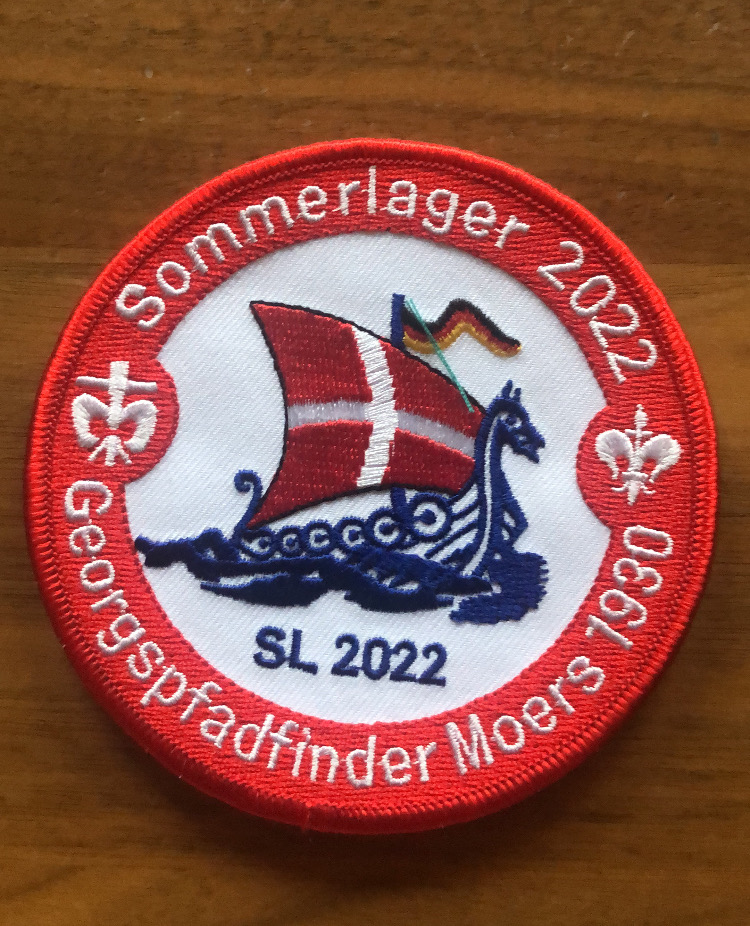 Sommerlager 2022
SL 2022
Georgspfadfinder Moers 1930